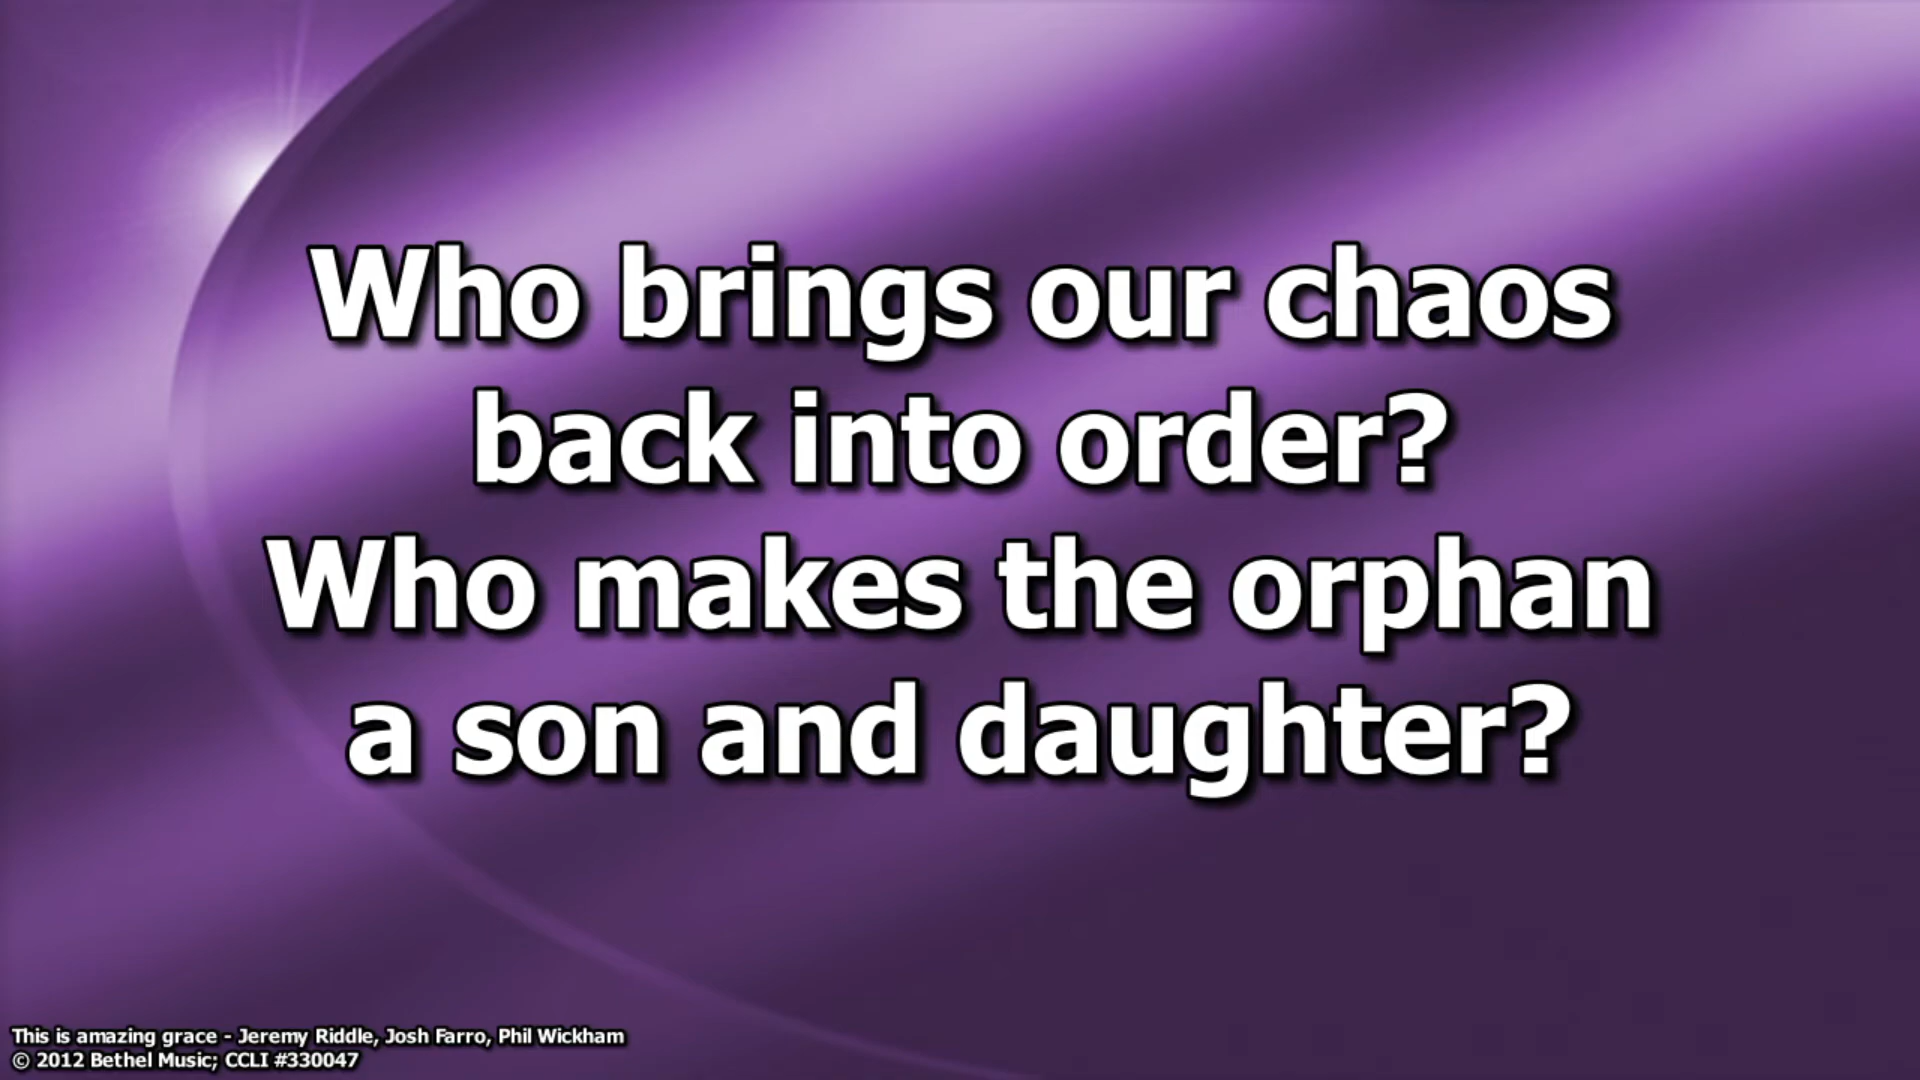 Who brings our chaos
back into order?
Who makes the orphan
a son and daughter?
This is amazing grace - Jeremy Riddle, Josh Farro, Phil Wickham
© 2012 Bethel Music; CCLI #330047